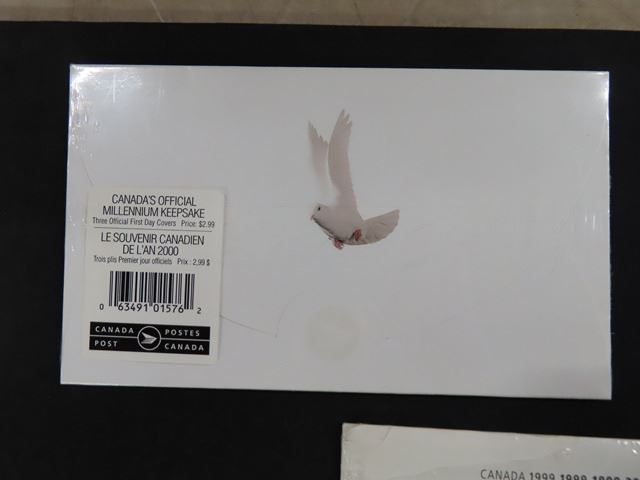 CANADA'S OFFICIAL
MILLENNIUM KEEPSAKE
Three Official First Day Covers Price: $2.99
LE SOUVENIR CANADIEN
DE L'AN 2000
Trois plis Premier jour officiels Prix : 2,99 $
0 63491 01576 2
CANADA POSTES
POST CANADA
CANADA 1999 1999